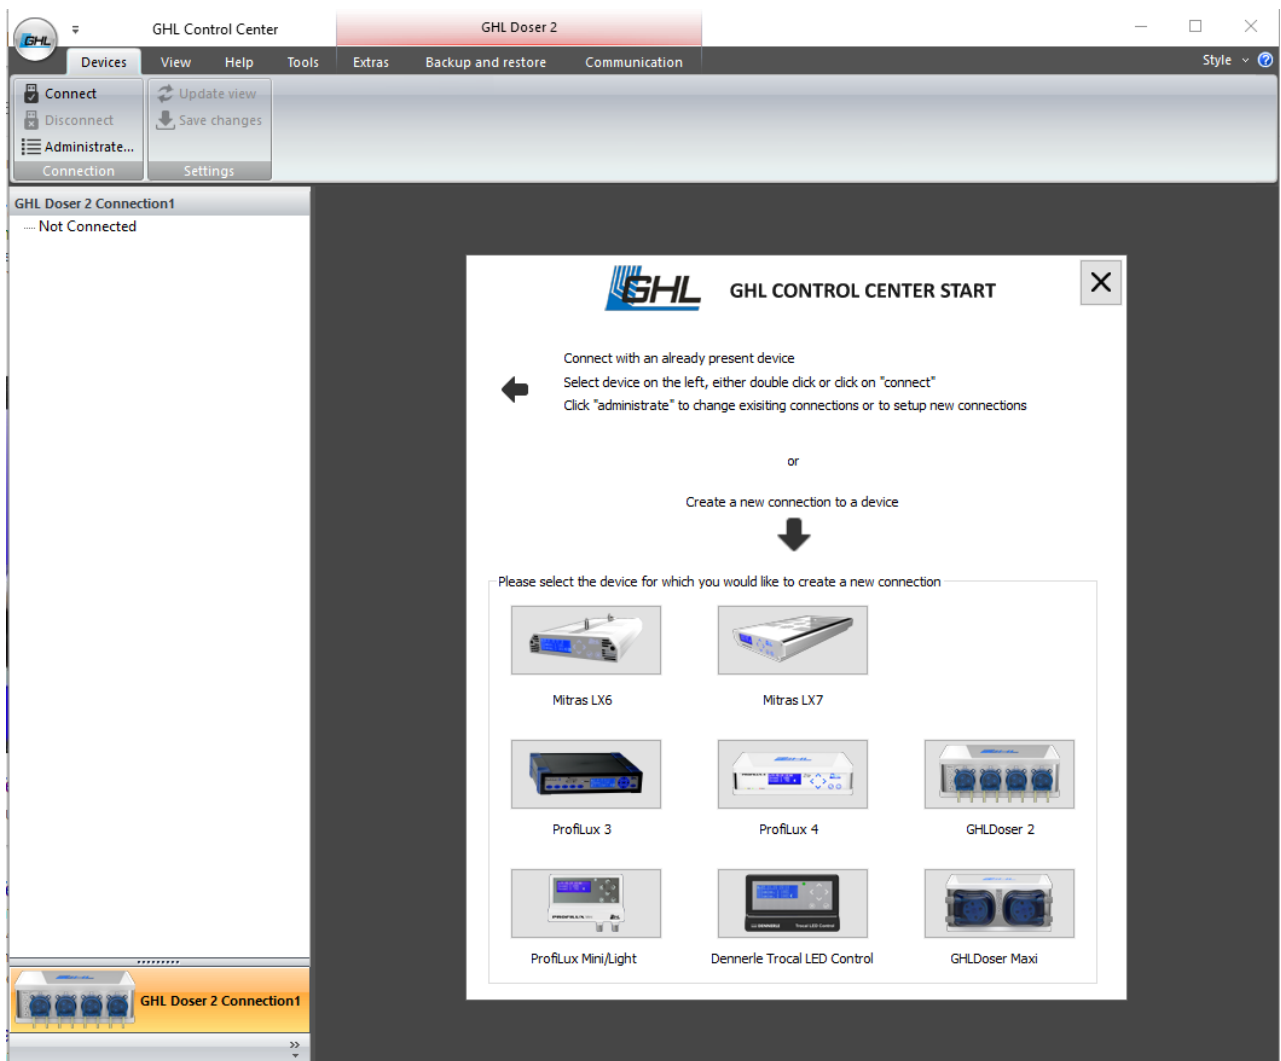 GHL
GHL Control Center
GHL Doser 2
Devices
View
Help
Tools
Extras
Backup and restore
Communication
Style
Connect
Disconnect
Administrate...
Connection
Update view
Save changes
Settings
GHL Doser 2 Connection1
Not Connected
GHL
GHL CONTROL CENTER START
Connect with an already present device
Select device on the left, either double click or click on "connect"
Click "administrate" to change exisiting connections or to setup new connections
or
Create a new connection to a device
Please select the device for which you would like to create a new connection
Mitras LX6
Mitras LX7
ProfiLux 3
ProfiLux 4
GHLDoser 2
ProfiLux Mini/Light
Dennerle Trocal LED Control
GHLDoser Maxi
GHL Doser 2 Connection1